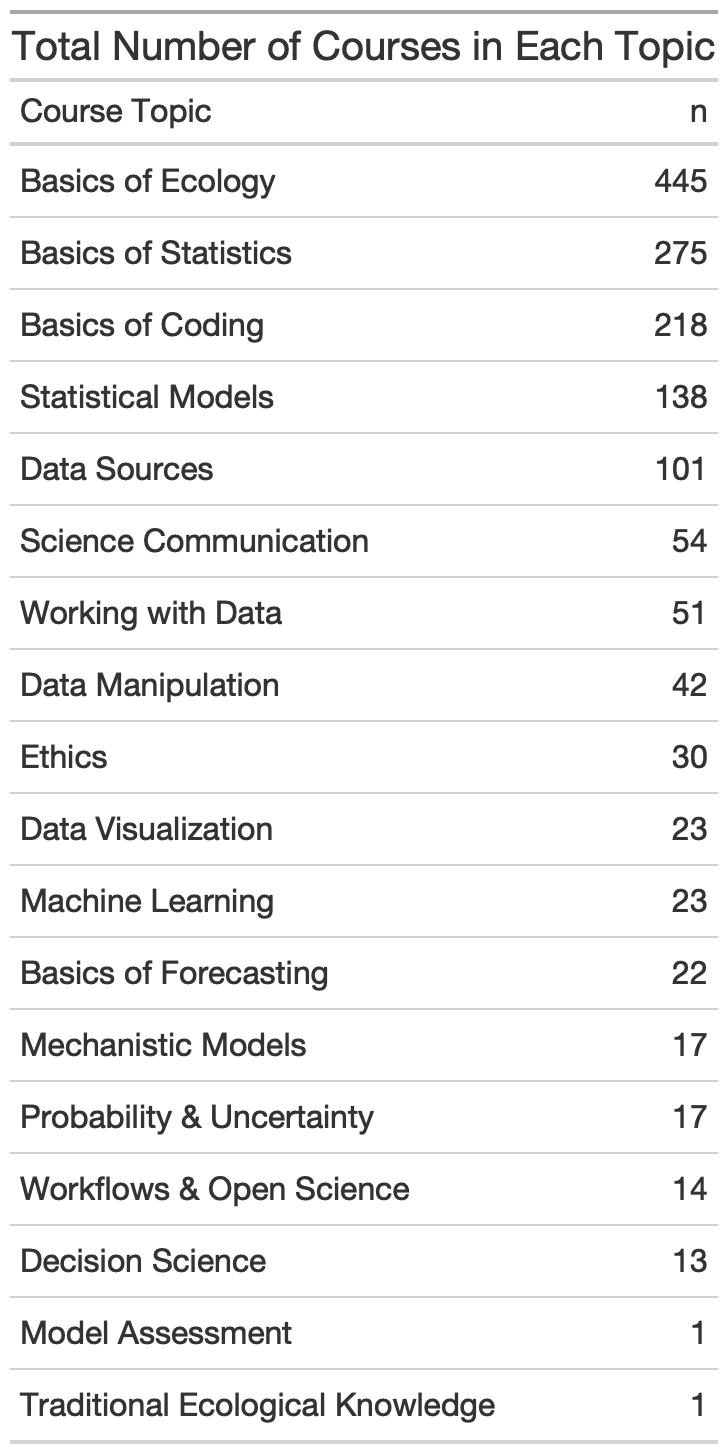 Total Number of Courses in Each Topic
Course Topic n
Basics of Ecology 445
Basics of Statistics 275
Basics of Coding 218
Statistical Models 138
Data Sources 101
Science Communication 54
Working with Data 51
Data Manipulation 42
Ethics 30
Data Visualization 23
Machine Learning 23
Basics of Forecasting 22
Mechanistic Models 17
Probability & Uncertainty 17
Workflows & Open Science 14
Decision Science 13
Model Assessment 1
Traditional Ecological Knowledge 1